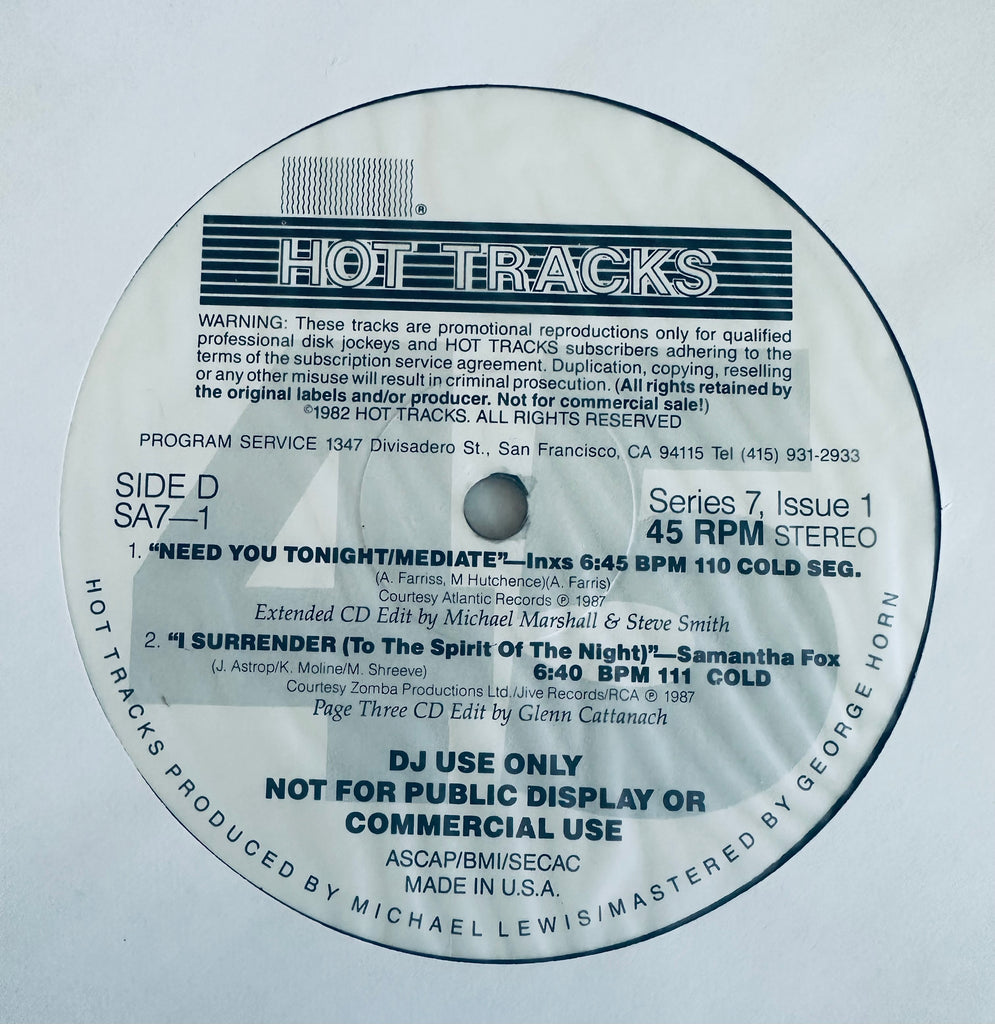 ®
HOT TRACKS
WARNING: These tracks are promotional reproductions only for qualified
professional disk jockeys and HOT TRACKS subscribers adhering to the
terms of the subscription service agreement. Duplication, copying, reselling
or any other misuse will result in criminal prosecution. (All rights retained by
the original labels and/or producer. Not for commercial sale!)
©1982 HOT TRACKS. ALL RIGHTS RESERVED
PROGRAM SERVICE 1347 Divisadero St., San Francisco, CA 94115 Tel (415) 931-2933
45
SIDE D
SA7—1
Series 7, Issue 1
45 RPM STEREO
1. “NEED YOU TONIGHT/MEDIATE”—Inxs 6:45 BPM 110 COLD SEG.
(A. Farriss, M Hutchence)(A. Farris)
Courtesy Atlantic Records ℗ 1987
Extended CD Edit by Michael Marshall & Steve Smith
2. “I SURRENDER (To The Spirit Of The Night)”—Samantha Fox
(J. Astrop/K. Moline/M. Shreeve) 6:40 BPM 111 COLD
Courtesy Zomba Productions Ltd./Jive Records/RCA ℗ 1987
Page Three CD Edit by Glenn Cattanach
DJ USE ONLY
NOT FOR PUBLIC DISPLAY OR
COMMERCIAL USE
ASCAP/BMI/SECAC
MADE IN U.S.A.
HOT TRACKS PRODUCED BY MICHAEL LEWIS/MASTERED BY GEORGE HORN